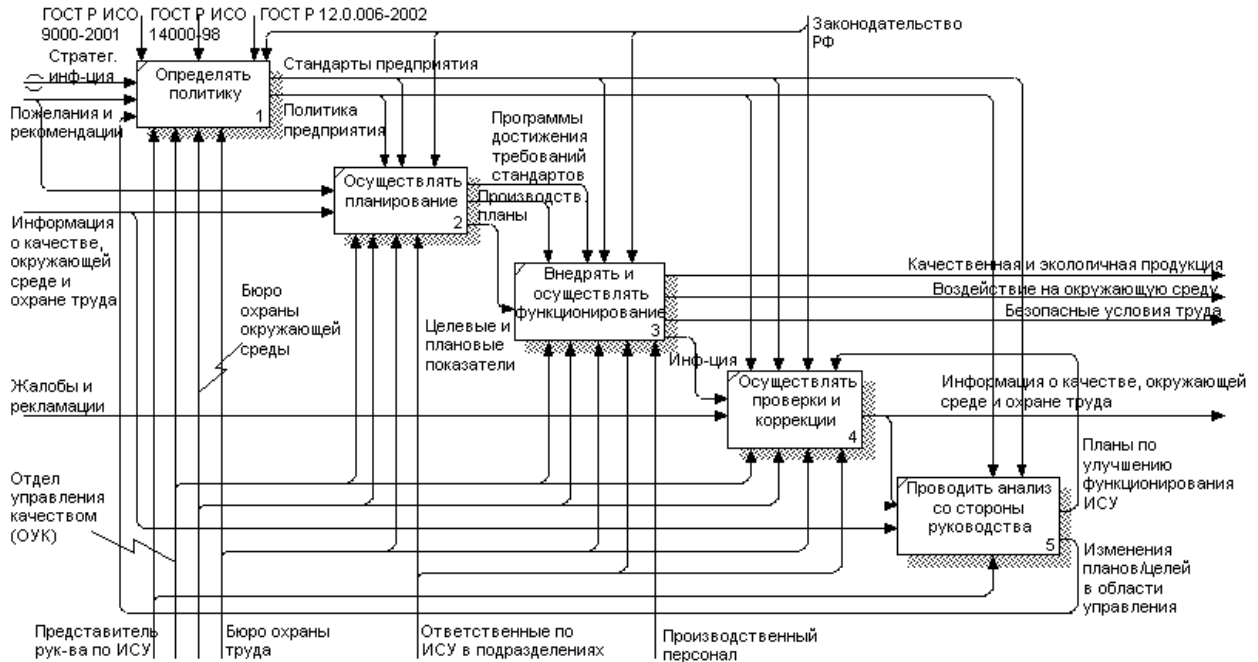 ГОСТ Р ИСО
9000-2001
ГОСТ Р ИСО
14000-98
ГОСТ Р 12.0.006-2002
Законодательство
РФ
Стратег.
инф-ция
Пожелания и
рекомендации
Определять
политику
1
Стандарты предприятия
Политика
предприятия
Программы
достижения
требований
стандартов
Производств.
планы
Осуществлять
планирование
2
Информация
о качестве,
окружающей
среде и
охране труда
Бюро
охраны
окружающей
среды
Целевые и
плановые
показатели
Внедрять и
осуществлять
функционирование
3
Качественная и экологичная продукция
Воздействие на окружающую среду
Безопасные условия труда
Инф-ция
Жалобы и
рекламации
Осуществлять
проверки и
коррекции
4
Информация о качестве, окружающей
среде и охране труда
Планы по
улучшению
функционирования
ИСУ
Отдел
управления
качеством
(ОУК)
Проводить анализ
со стороны
руководства
5
Изменения
планов/целей
в области
управления
Представитель
рук-ва по ИСУ
Бюро охраны
труда
Ответственные по
ИСУ в подразделениях
Производственный
персонал